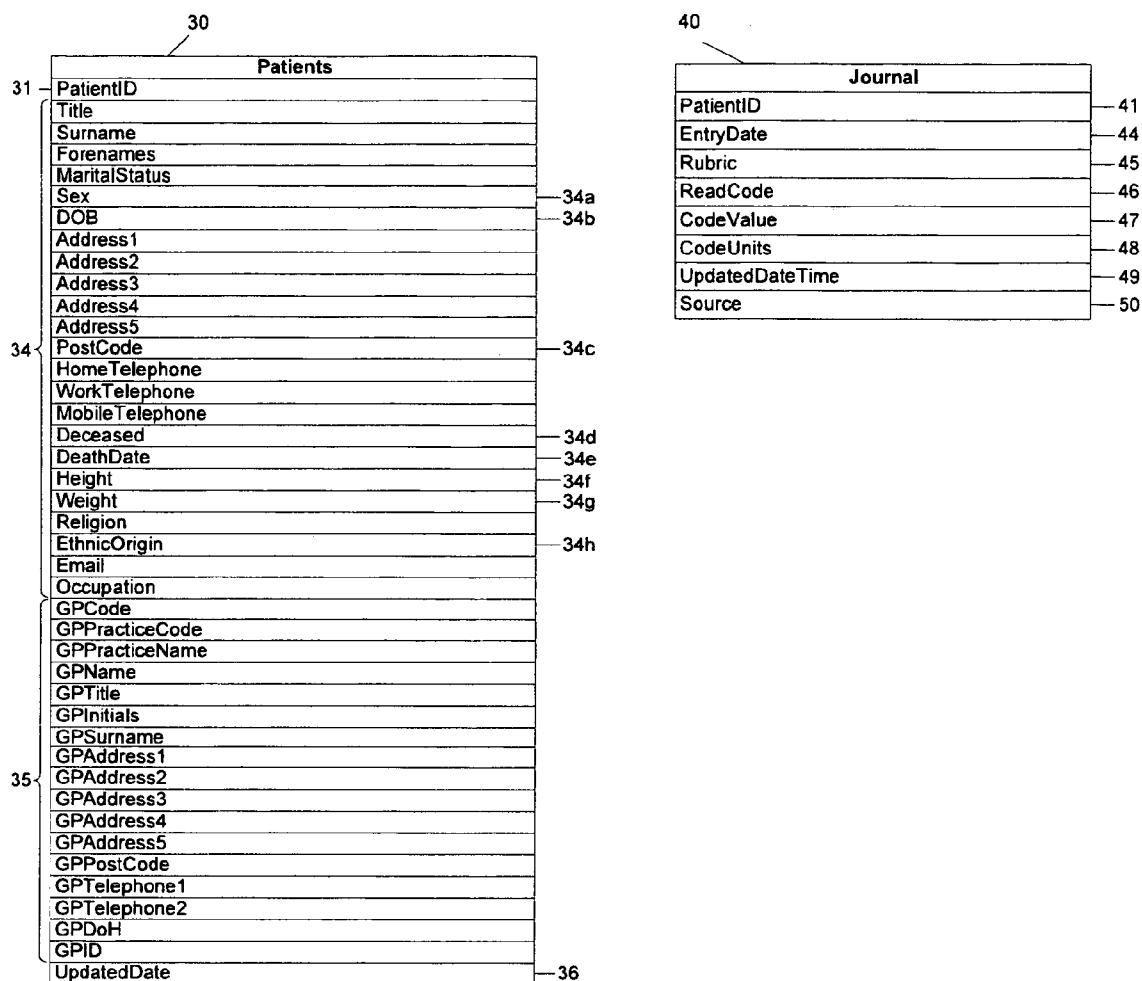 30
Patients
31 PatientID
Title
Surname
Forenames
MaritalStatus
Sex 34a
DOB 34b
Address1
Address2
Address3
Address4
Address5
34 PostCode 34c
HomeTelephone
WorkTelephone
MobileTelephone
Deceased 34d
DeathDate 34e
Height 34f
Weight 34g
Religion
EthnicOrigin 34h
Email
Occupation
GPCode
GPPracticeCode
GPPracticeName
GPName
GPTitle
GPInitials
GPSurname
GPAddress1
35 GPAddress2
GPAddress3
GPAddress4
GPAddress5
GPPostCode
GPTelephone1
GPTelephone2
GPDoH
GPID
UpdatedDate 36
40
Journal
PatientID 41
EntryDate 44
Rubric 45
ReadCode 46
CodeValue 47
CodeUnits 48
UpdatedDateTime 49
Source 50